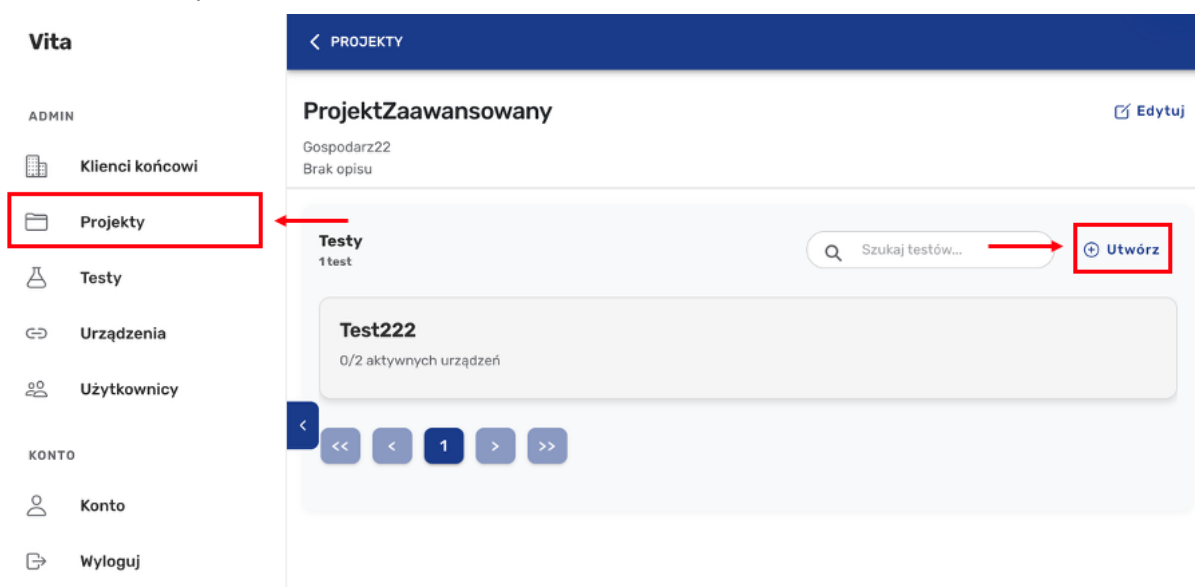 Vita
ADMIN
Klienci końcowi
Projekty
Testy
Urządzenia
Użytkownicy
KONTO
Konto
Wyloguj
< PROJEKTY
ProjektZaawansowany
Edytuj
Gospodarz22
Brak opisu
Testy
1 test
Szukaj testów...
Utwórz
Test222
0/2 aktywnych urządzeń
<
<< < 1 > >>